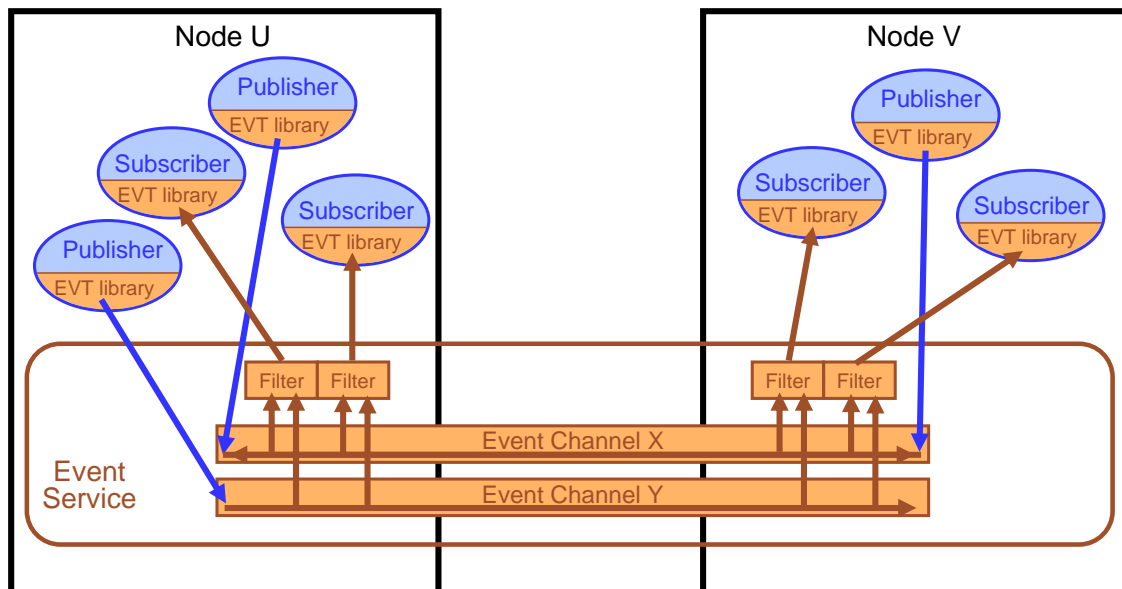 Node U
Node V
Publisher
EVT library
Subscriber
EVT library
Subscriber
EVT library
Publisher
EVT library
Publisher
EVT library
Subscriber
EVT library
Subscriber
EVT library
Filter
Filter
Filter
Filter
Event Channel X
Event
Service
Event Channel Y